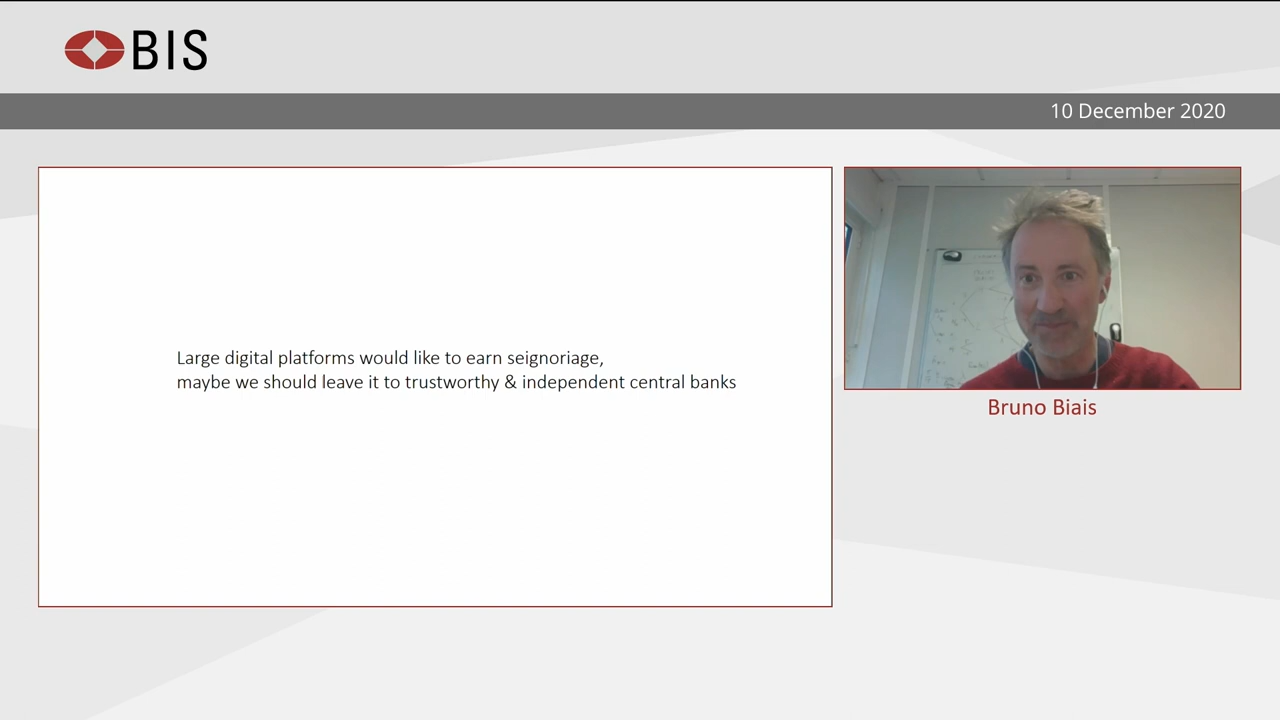 BIS
10 December 2020
Large digital platforms would like to earn seignoriage,
maybe we should leave it to trustworthy & independent central banks
Bruno Biais